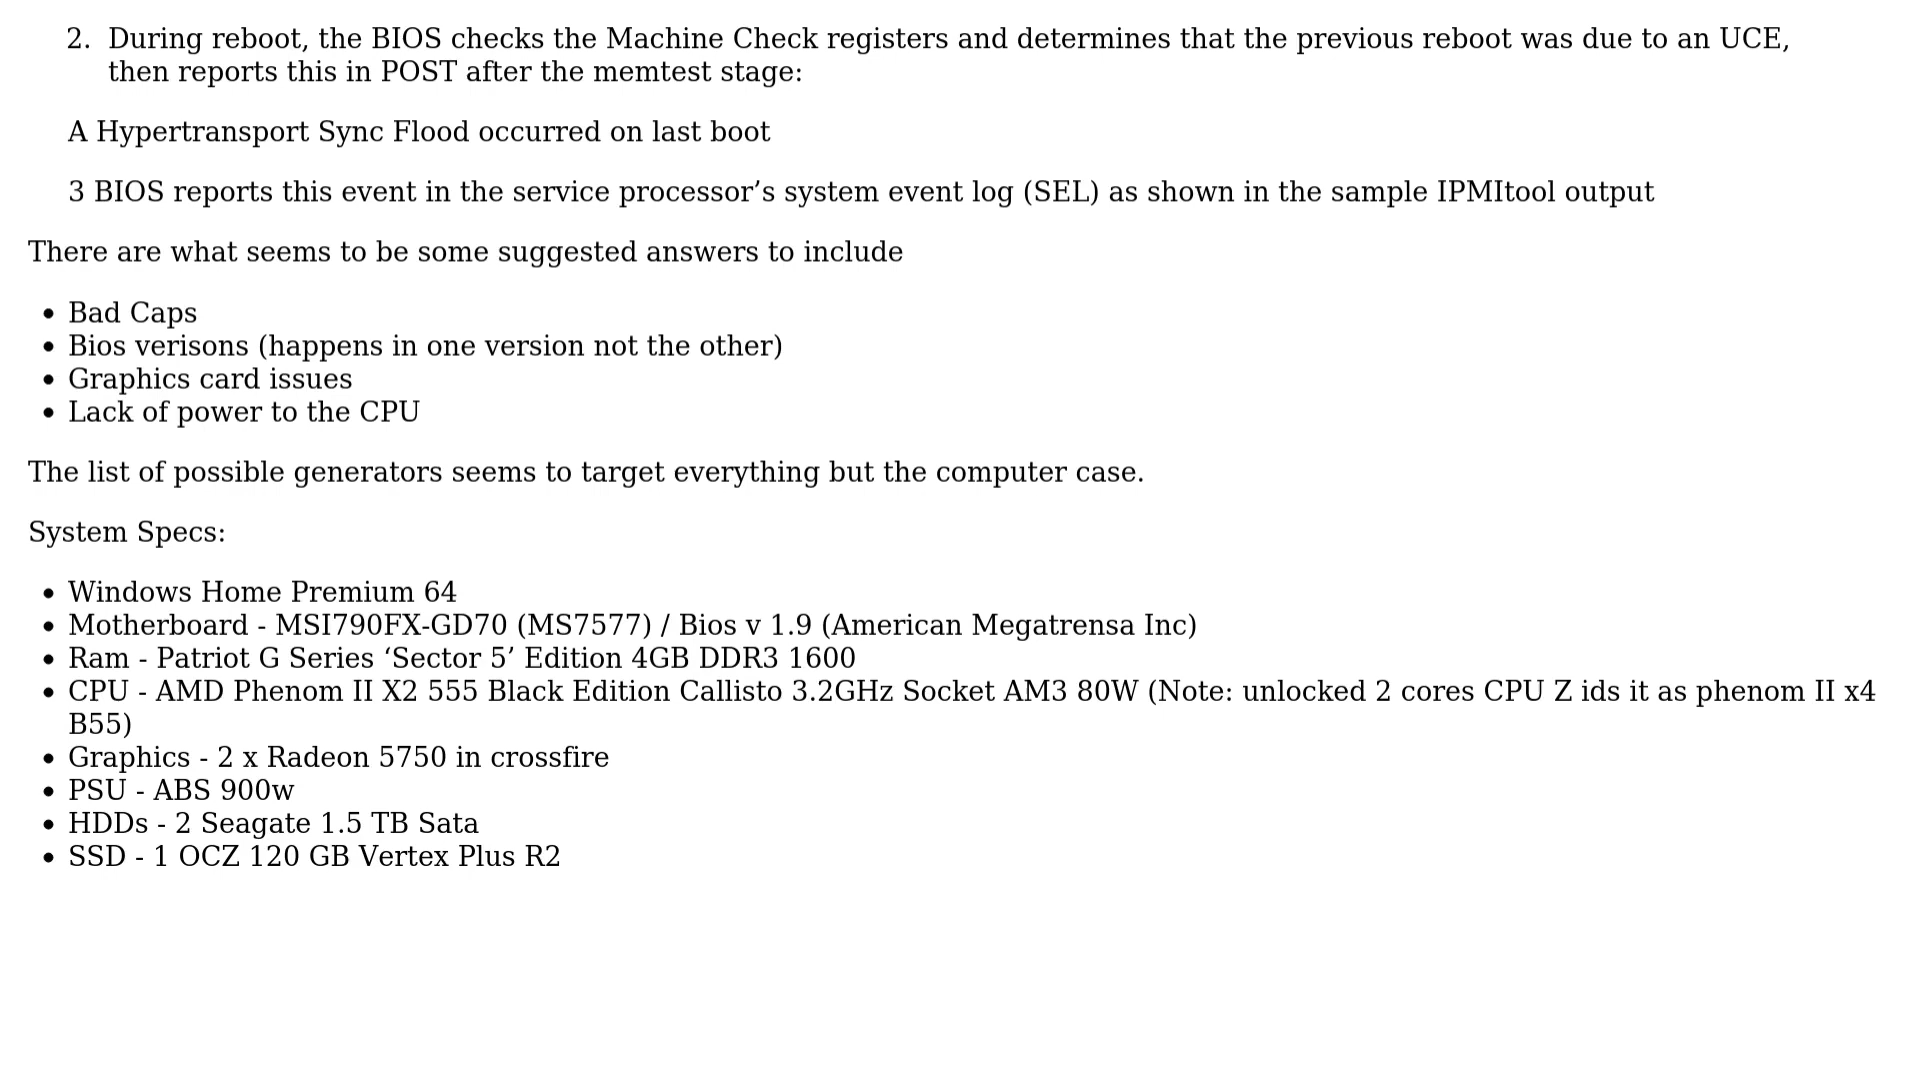 2. During reboot, the BIOS checks the Machine Check registers and determines that the previous reboot was due to an UCE,
then reports this in POST after the memtest stage:
A Hypertransport Sync Flood occurred on last boot
3 BIOS reports this event in the service processor’s system event log (SEL) as shown in the sample IPMItool output
There are what seems to be some suggested answers to include
• Bad Caps
• Bios verisons (happens in one version not the other)
• Graphics card issues
• Lack of power to the CPU
The list of possible generators seems to target everything but the computer case.
System Specs:
• Windows Home Premium 64
• Motherboard - MSI790FX-GD70 (MS7577) / Bios v 1.9 (American Megatrensa Inc)
• Ram - Patriot G Series ‘Sector 5’ Edition 4GB DDR3 1600
• CPU - AMD Phenom II X2 555 Black Edition Callisto 3.2GHz Socket AM3 80W (Note: unlocked 2 cores CPU Z ids it as phenom II x4
B55)
• Graphics - 2 x Radeon 5750 in crossfire
• PSU - ABS 900w
• HDDs - 2 Seagate 1.5 TB Sata
• SSD - 1 OCZ 120 GB Vertex Plus R2